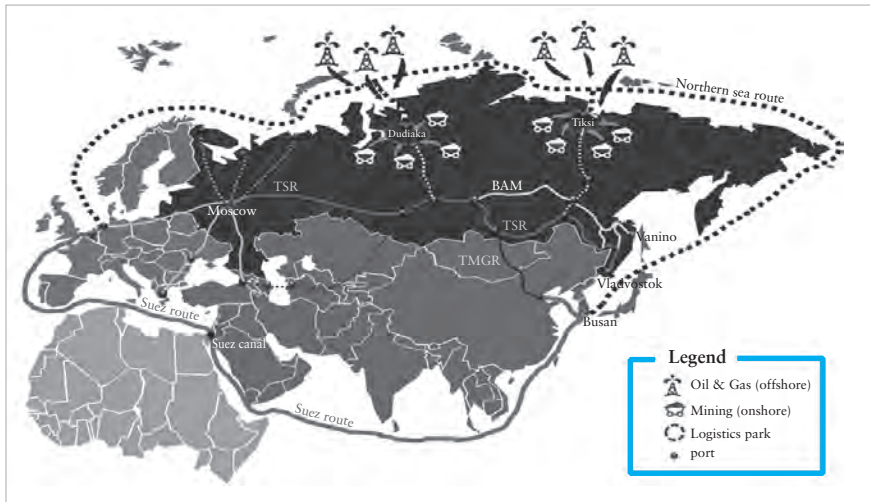 Northern sea route
Dudiaka
Tiksi
TSR
BAM
Moscow
TSR
Vanino
TMGR
Vladvostok
Suez route
Busan
Suez canal
Suez route
Legend
Oil & Gas (offshore)
Mining (onshore)
Logistics park
port